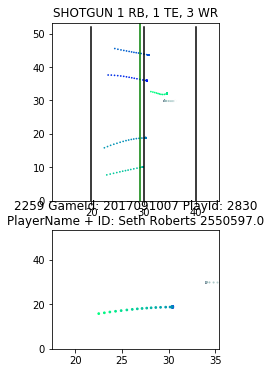 SHOTGUN 1 RB, 1 TE, 3 WR
50
40
30
20
10
0
20 30 40
2259 GameId: 2017091007 PlayId: 2830
PlayerName + ID: Seth Roberts 2550597.0
40
20
0
20 25 30 35